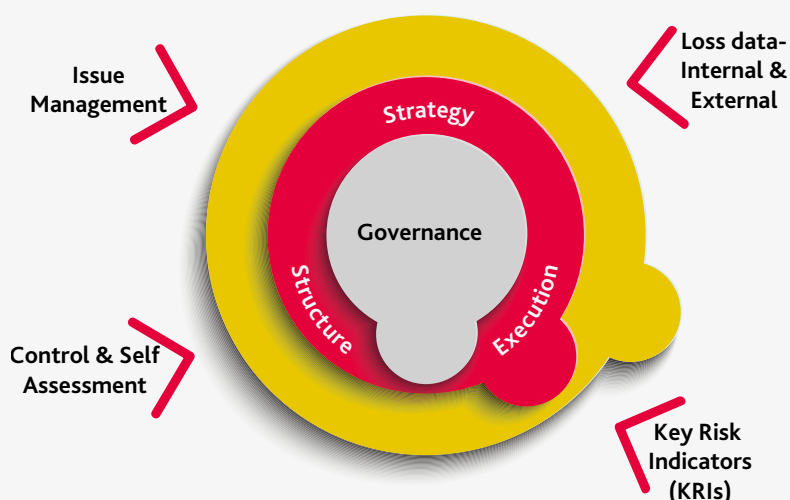 Issue
Management
Loss data-
Internal &
External
Strategy
Governance
Structure
Execution
Control & Self
Assessment
Key Risk
Indicators
(KRIs)